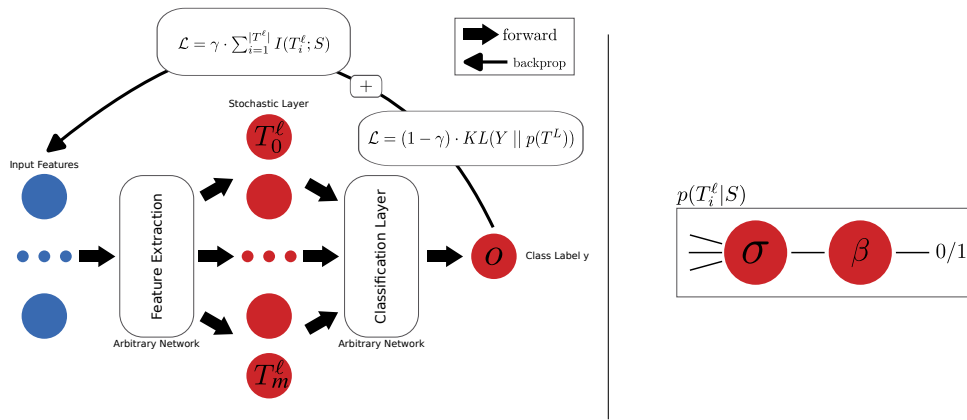 ℒ = γ · ∑_{i=1}^{|T^ℓ|} I(T_i^ℓ; S)
forward
backprop
+
Stochastic Layer
T_0^ℓ
ℒ = (1 − γ) · KL(Y || p(T^L))
Input Features
Feature Extraction
Classification Layer
o
Class Label y
Arbitrary Network
Arbitrary Network
T_m^ℓ
p(T_i^ℓ|S)
σ
β
0/1